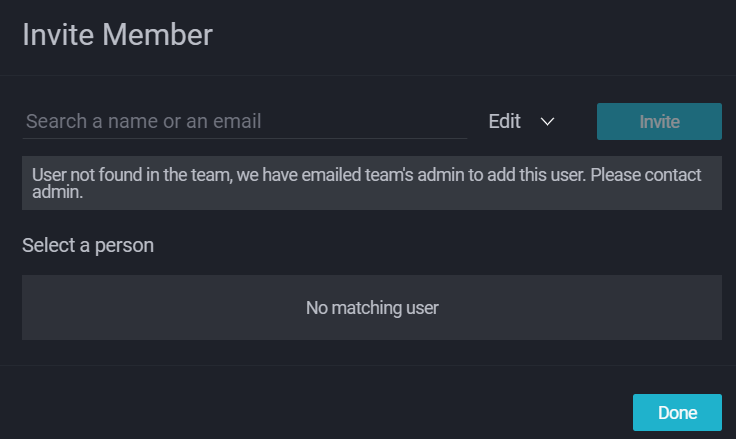 Invite Member
Search a name or an email
Edit
Invite
User not found in the team, we have emailed team's admin to add this user. Please contact
admin.
Select a person
No matching user
Done